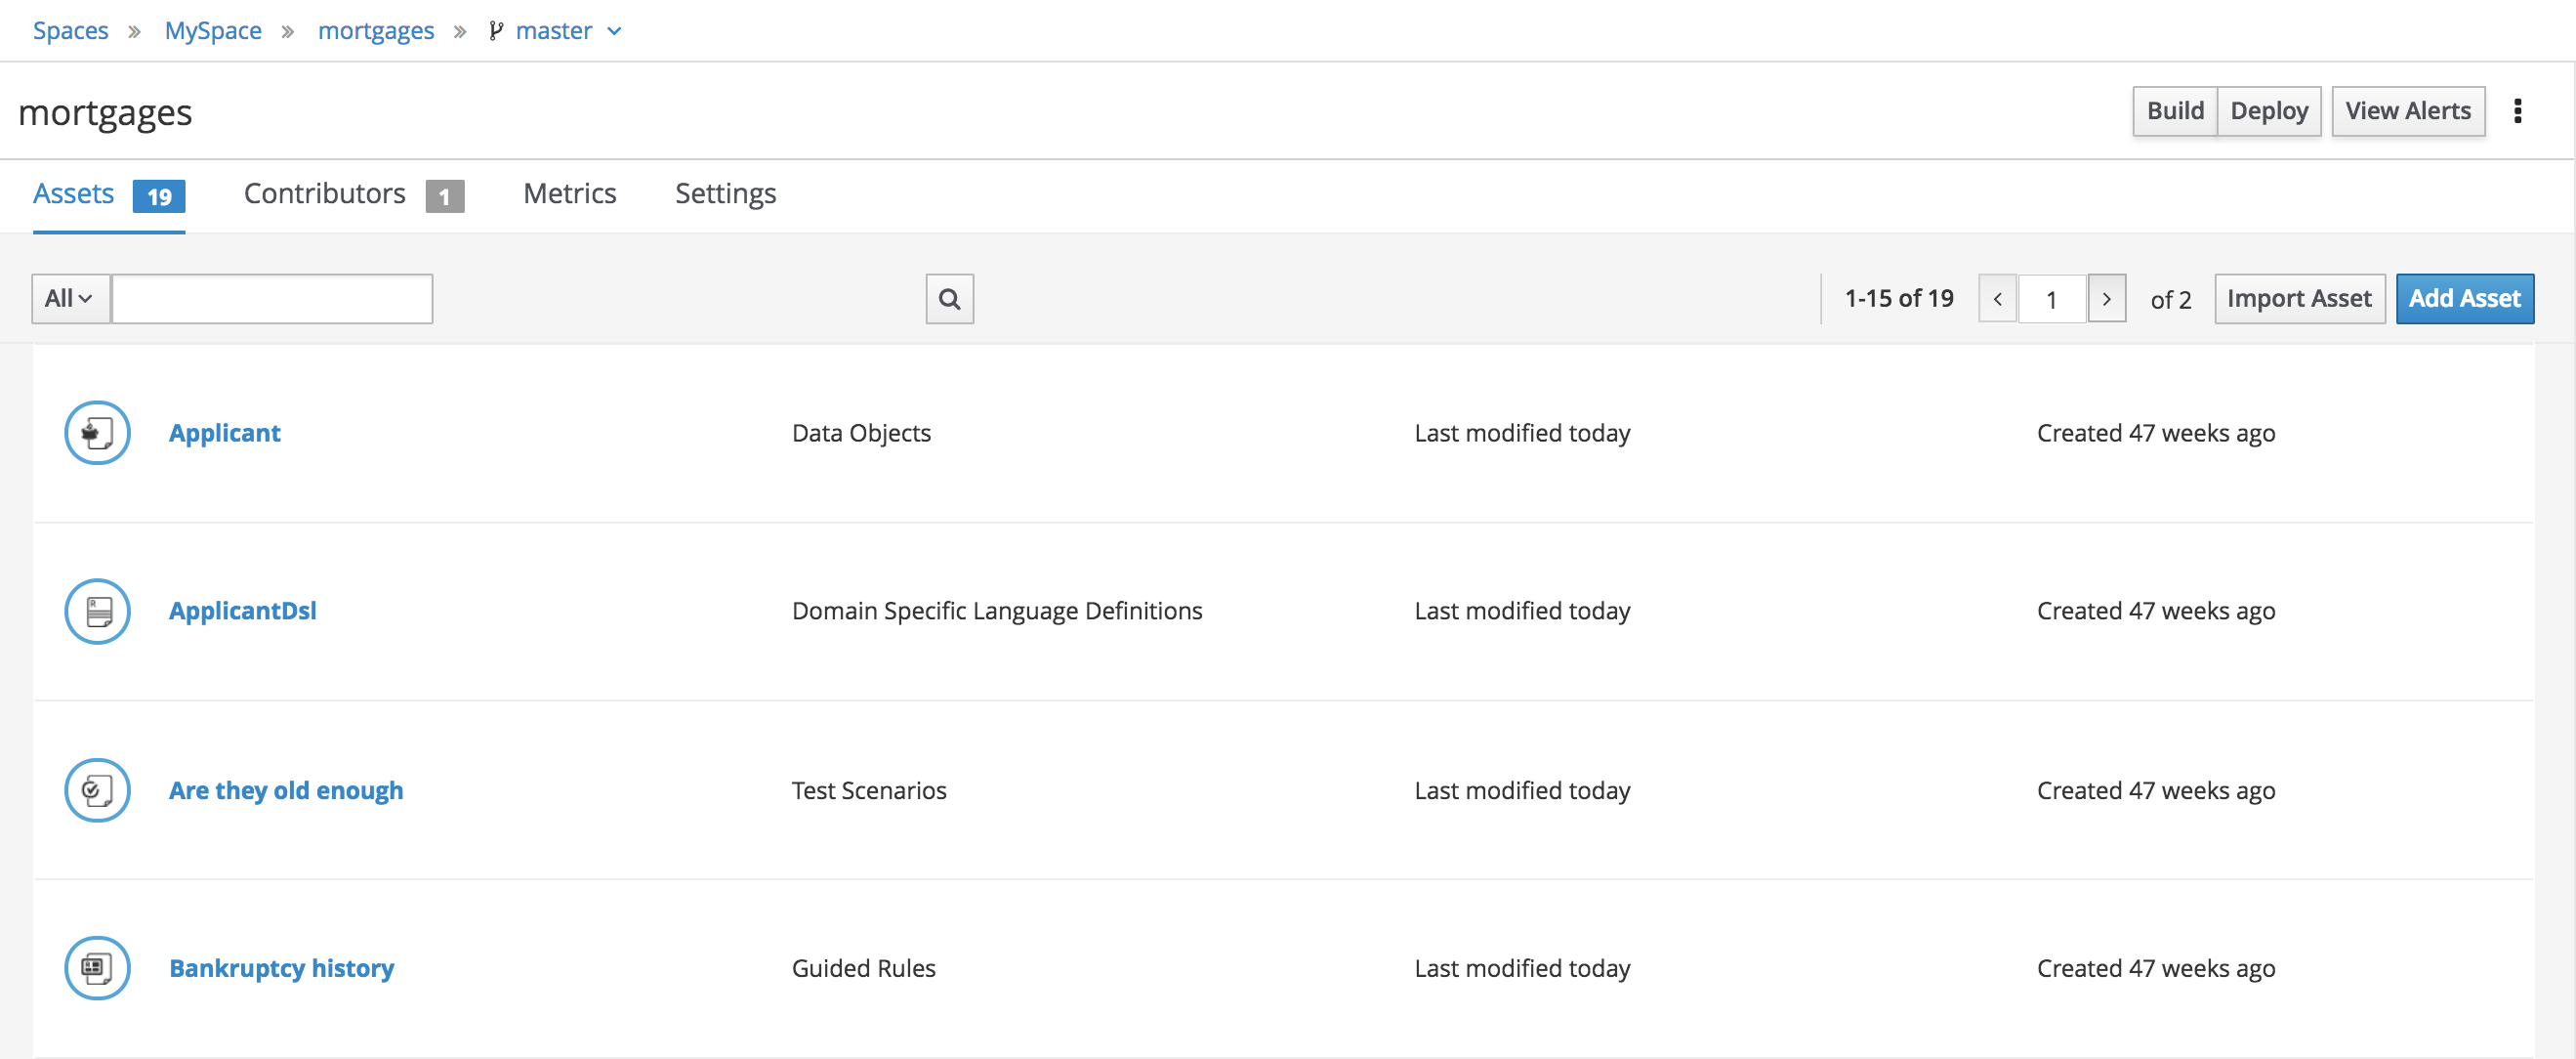 Spaces » MySpace » mortgages » master
mortgages
Build Deploy View Alerts
Assets 19 Contributors 1 Metrics Settings
All 1-15 of 19 < 1 > of 2 Import Asset Add Asset
Applicant Data Objects Last modified today Created 47 weeks ago
ApplicantDsl Domain Specific Language Definitions Last modified today Created 47 weeks ago
Are they old enough Test Scenarios Last modified today Created 47 weeks ago
Bankruptcy history Guided Rules Last modified today Created 47 weeks ago